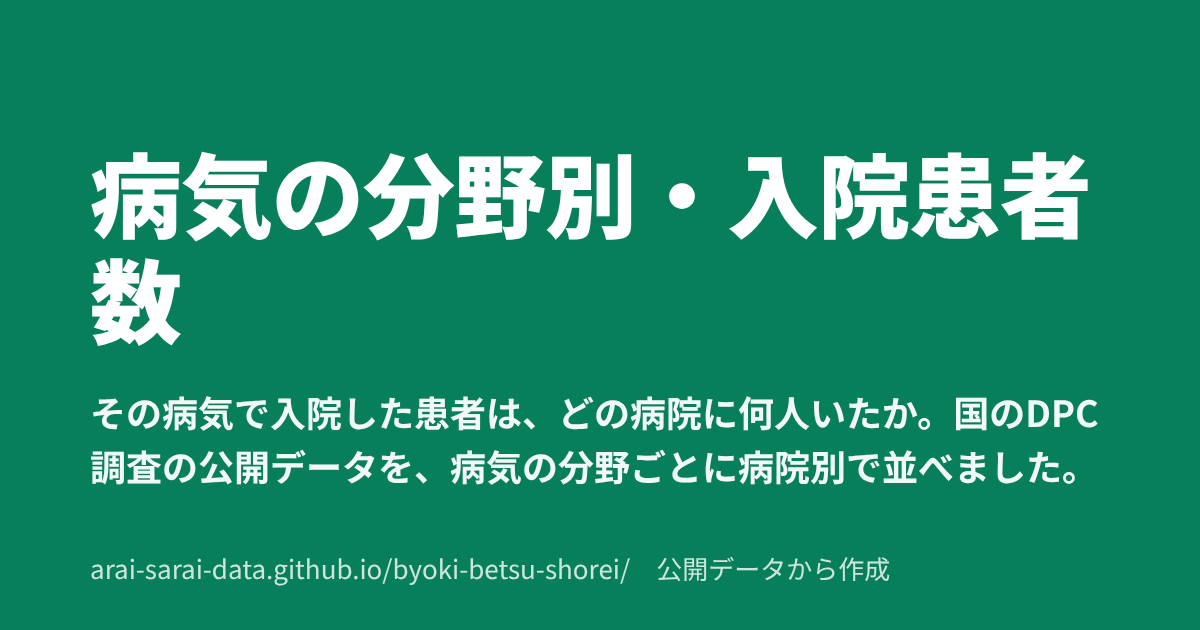 病気の分野別・入院患者
数
その病気で入院した患者は、どの病院に何人いたか。国のDPC
調査の公開データを、病気の分野ごとに病院別で並べました。
arai-sarai-data.github.io/byoki-betsu-shorei/　公開データから作成